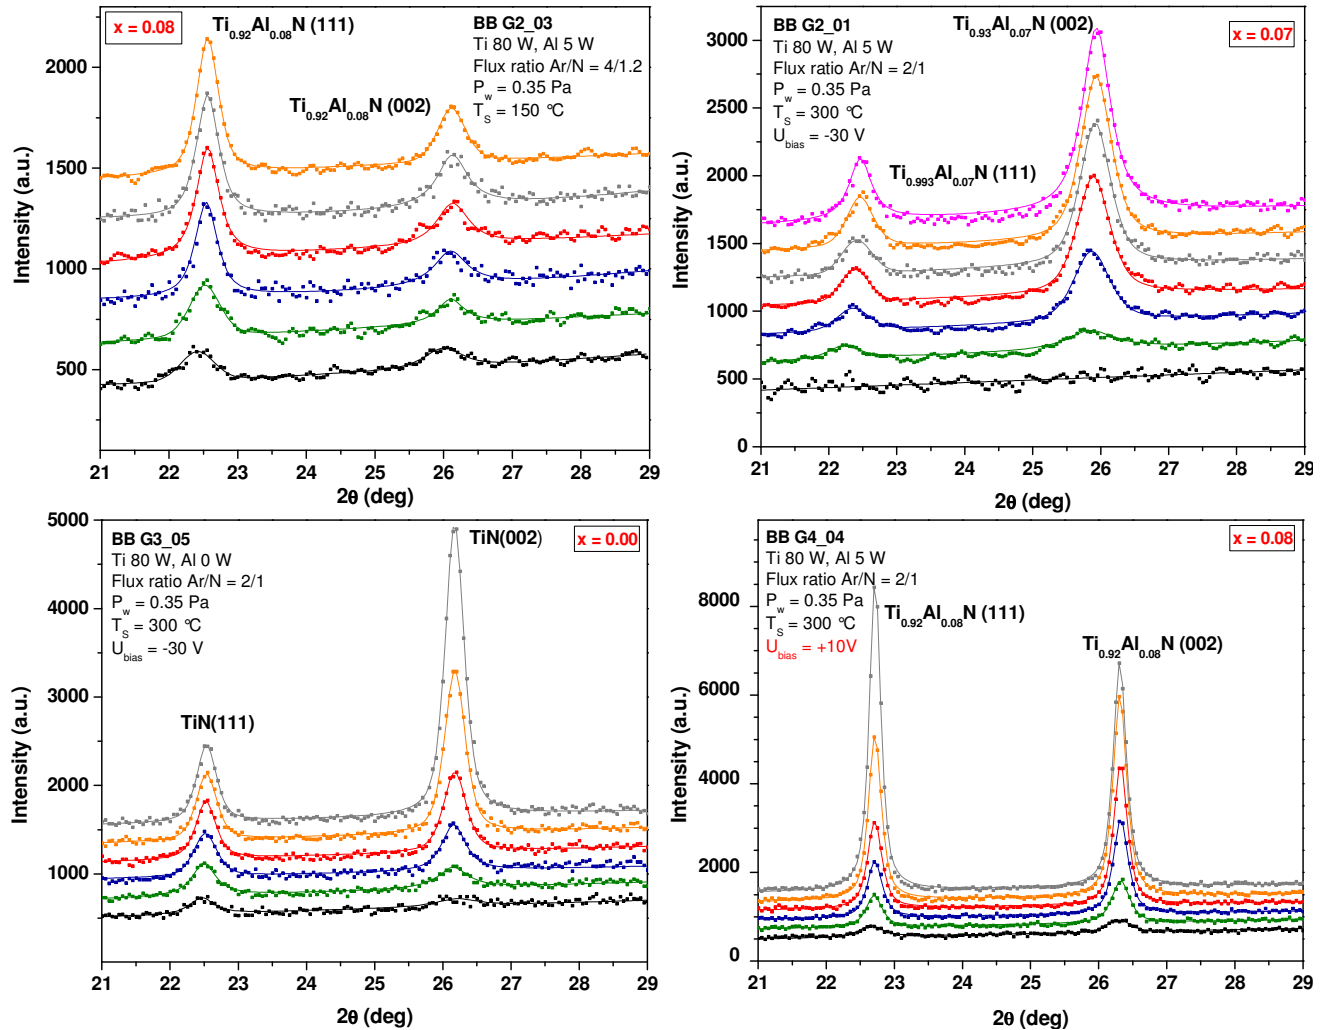 x = 0.08
Ti0.92Al0.08N (111)
BB G2_03
Ti 80 W, Al 5 W
Flux ratio Ar/N = 4/1.2
Pw = 0.35 Pa
TS = 150 °C
Ti0.92Al0.08N (002)
Intensity (a.u.)
2000
1500
1000
500
21 22 23 24 25 26 27 28 29
2θ (deg)
BB G2_01
Ti 80 W, Al 5 W
Flux ratio Ar/N = 2/1
Pw = 0.35 Pa
TS = 300 °C
Ubias = -30 V
Ti0.93Al0.07N (002)
x = 0.07
Ti0.993Al0.07N (111)
Intensity (a.u.)
3000
2500
2000
1500
1000
500
0
21 22 23 24 25 26 27 28 29
2θ (deg)
BB G3_05
Ti 80 W, Al 0 W
Flux ratio Ar/N = 2/1
Pw = 0.35 Pa
TS = 300 °C
Ubias = -30 V
TiN(002)
x = 0.00
TiN(111)
Intensity (a.u.)
5000
4000
3000
2000
1000
21 22 23 24 25 26 27 28 29
2θ (deg)
BB G4_04
Ti 80 W, Al 5 W
Flux ratio Ar/N = 2/1
Pw = 0.35 Pa
TS = 300 °C
Ubias = +10V
x = 0.08
Ti0.92Al0.08N (111)
Ti0.92Al0.08N (002)
Intensity (a.u.)
8000
6000
4000
2000
0
21 22 23 24 25 26 27 28 29
2θ (deg)